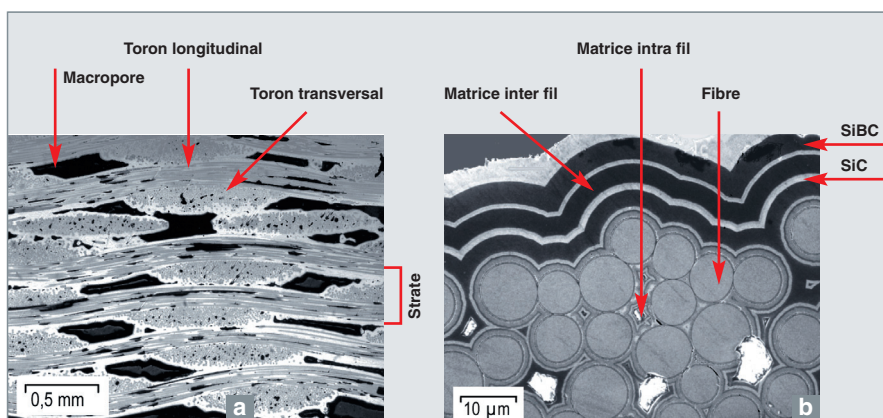 Toron longitudinal
Macropore
Toron transversal
Strate
0,5 mm
a
Matrice intra fil
Matrice inter fil
Fibre
SiBC
SiC
10 µm
b